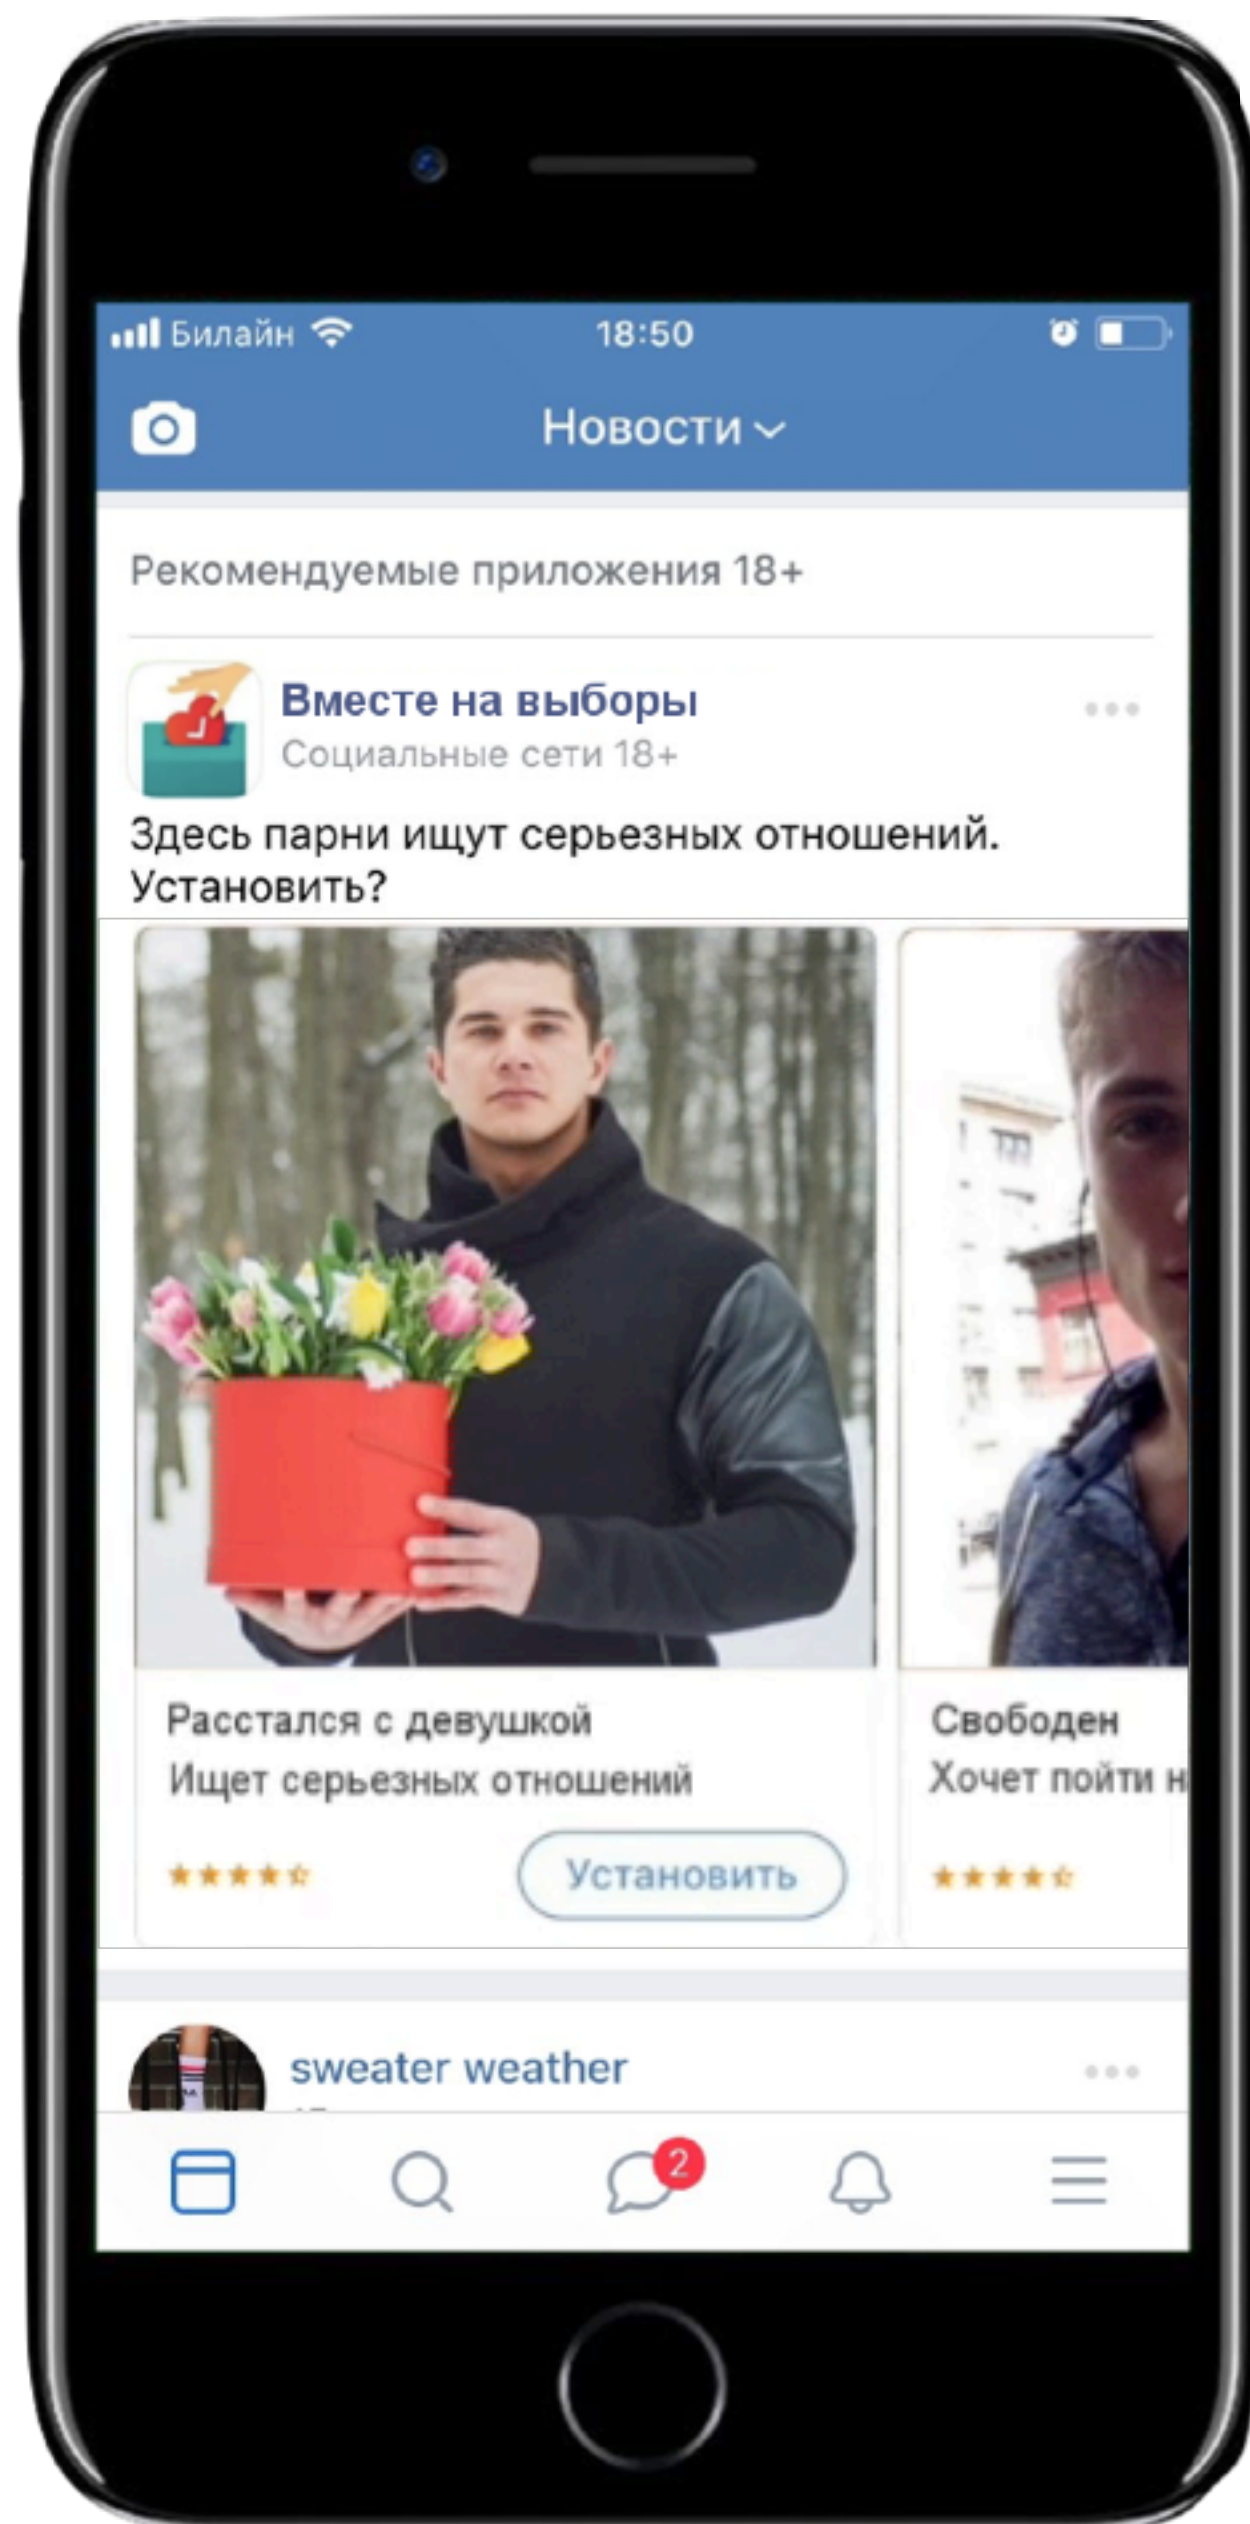 Билайн 18:50
Новости
Рекомендуемые приложения 18+
Вместе на выборы
Социальные сети 18+
Здесь парни ищут серьезных отношений.
Установить?
Расстался с девушкой
Ищет серьезных отношений
Установить
Свободен
Хочет пойти н
sweater weather
2